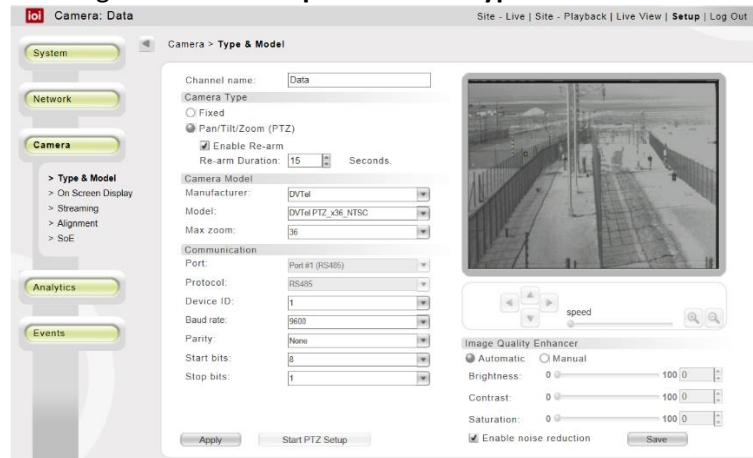 ioi Camera: Data
Site - Live | Site - Playback | Live View | Setup | Log Out
System
Network
Camera
> Type & Model
> On Screen Display
> Streaming
> Alignment
> SoE
Analytics
Events
Camera > Type & Model
Channel name: Data
Camera Type
Fixed
Pan/Tilt/Zoom (PTZ)
Enable Re-arm
Re-arm Duration: 15 Seconds.
Camera Model
Manufacturer: DVTel
Model: DVTel PTZ_x36_NTSC
Max zoom: 36
Communication
Port: Port #1 (RS485)
Protocol: RS485
Device ID: 1
Baud rate: 9600
Parity: None
Start bits: 8
Stop bits: 1
Apply Start PTZ Setup
speed
Image Quality Enhancer
Automatic Manual
Brightness: 0 100 0
Contrast: 0 100 0
Saturation: 0 100 0
Enable noise reduction Save